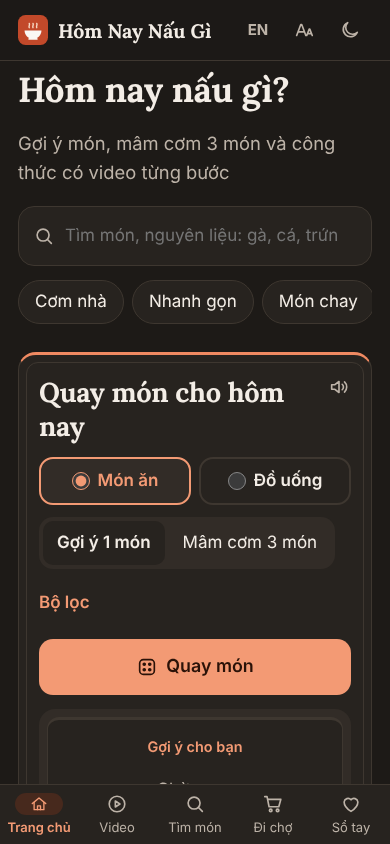 Hôm Nay Nấu Gì
EN
AA
Hôm nay nấu gì?
Gợi ý món, mâm cơm 3 món và công
thức có video từng bước
Tìm món, nguyên liệu: gà, cá, trứn
Cơm nhà
Nhanh gọn
Món chay
Quay món cho hôm
nay
Món ăn
Đồ uống
Gợi ý 1 món
Mâm cơm 3 món
Bộ lọc
Quay món
Gợi ý cho bạn
Trang chủ
Video
Tìm món
Đi chợ
Sổ tay